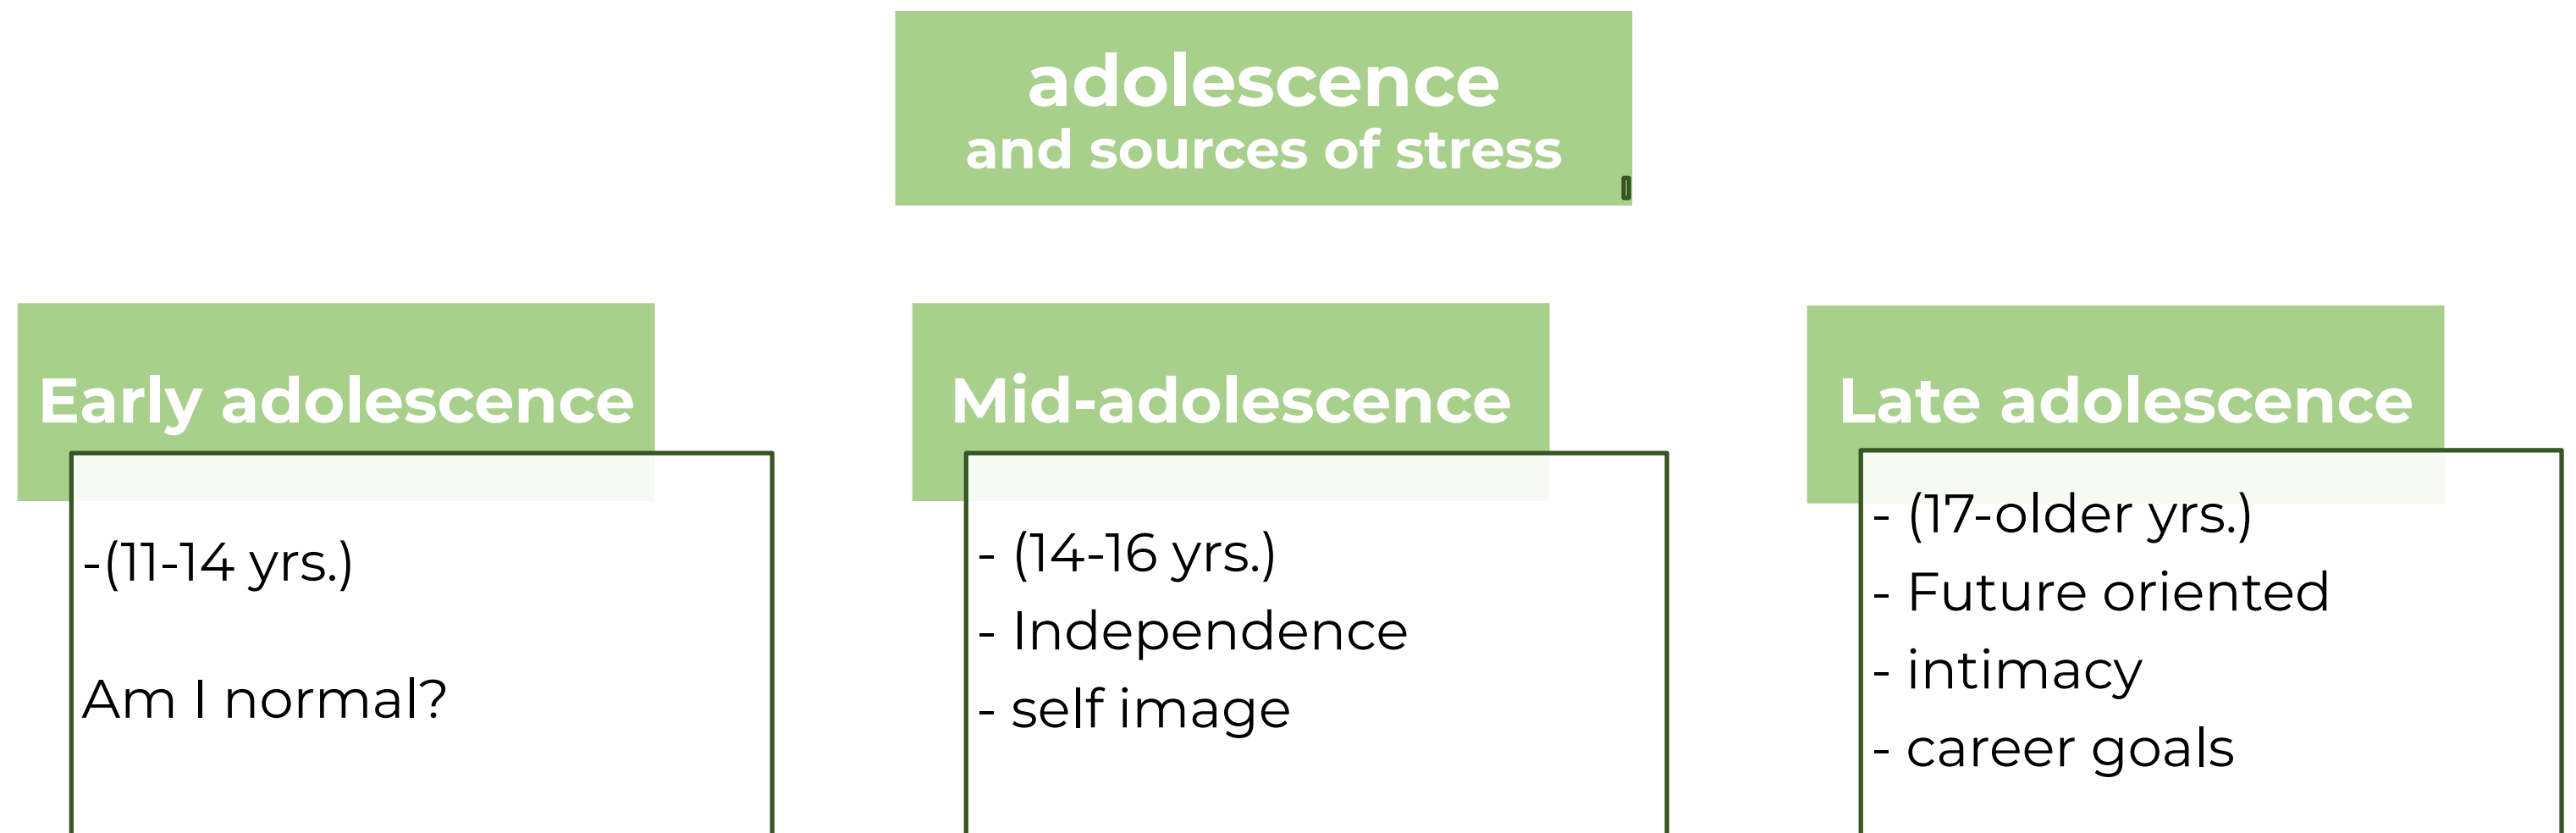 adolescence
and sources of stress
Early adolescence
-(11-14 yrs.)
Am I normal?
Mid-adolescence
- (14-16 yrs.)
- Independence
- self image
Late adolescence
- (17-older yrs.)
- Future oriented
- intimacy
- career goals